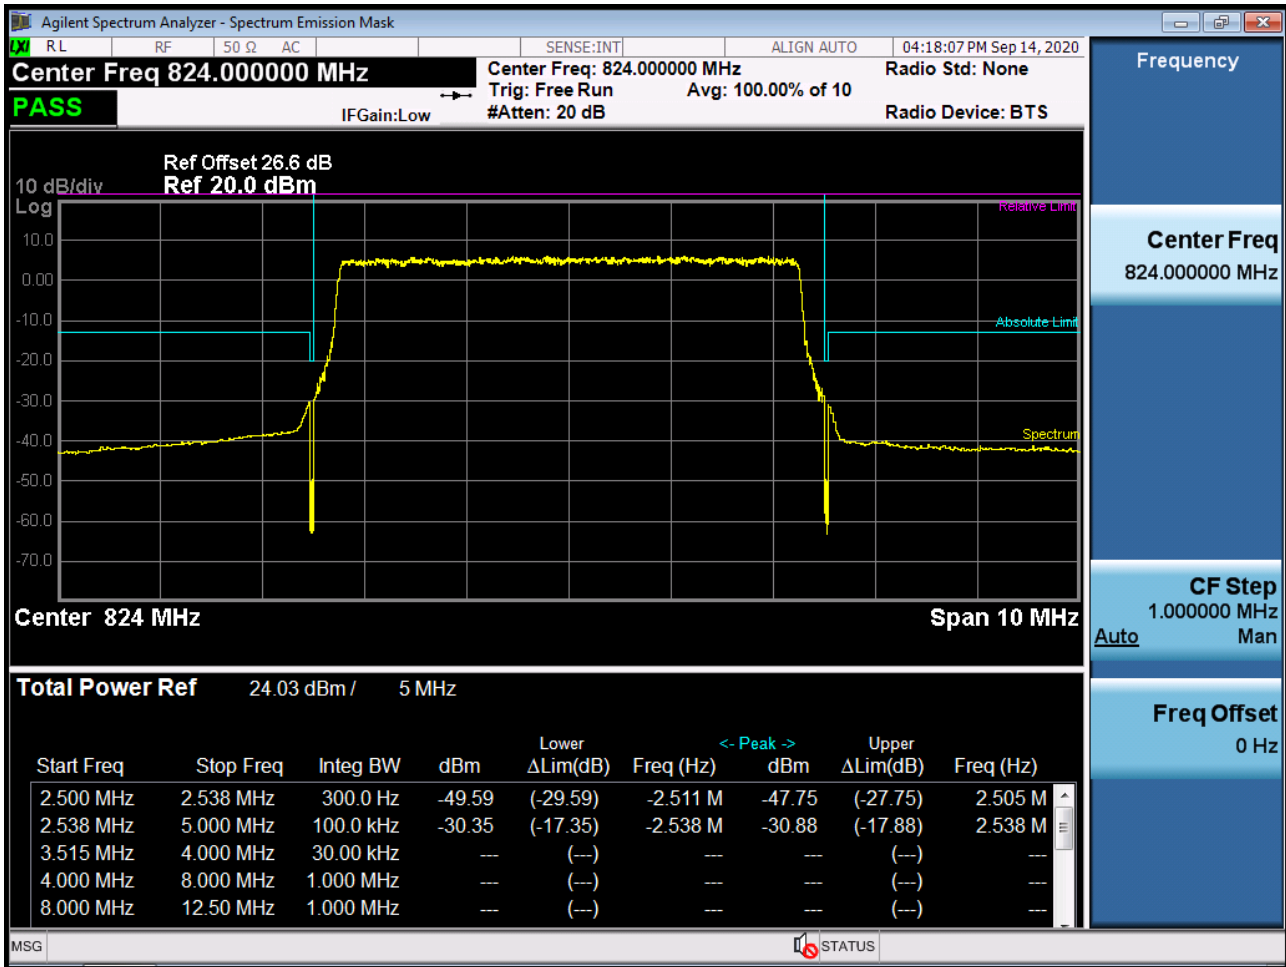 Agilent Spectrum Analyzer - Spectrum Emission Mask
LXI RL RF 50 Ω AC SENSE:INT ALIGN AUTO 04:18:07 PM Sep 14, 2020
Center Freq 824.000000 MHz Center Freq: 824.000000 MHz Radio Std: None
Trig: Free Run Avg: 100.00% of 10
PASS IFGain:Low #Atten: 20 dB Radio Device: BTS
Ref Offset 26.6 dB
10 dB/div Ref 20.0 dBm
Log
Relative Limit
10.0
0.00
-10.0
Absolute Limit
-20.0
-30.0
-40.0
Spectrum
-50.0
-60.0
-70.0
Center 824 MHz Span 10 MHz
Total Power Ref 24.03 dBm / 5 MHz
Lower <- Peak -> Upper
Start Freq Stop Freq Integ BW dBm ΔLim(dB) Freq (Hz) dBm ΔLim(dB) Freq (Hz)
2.500 MHz 2.538 MHz 300.0 Hz -49.59 (-29.59) -2.511 M -47.75 (-27.75) 2.505 M
2.538 MHz 5.000 MHz 100.0 kHz -30.35 (-17.35) -2.538 M -30.88 (-17.88) 2.538 M
3.515 MHz 4.000 MHz 30.00 kHz --- (---) --- --- (---) ---
4.000 MHz 8.000 MHz 1.000 MHz --- (---) --- --- (---) ---
8.000 MHz 12.50 MHz 1.000 MHz --- (---) --- --- (---) ---
MSG STATUS
Frequency
Center Freq
824.000000 MHz
CF Step
1.000000 MHz
Auto Man
Freq Offset
0 Hz